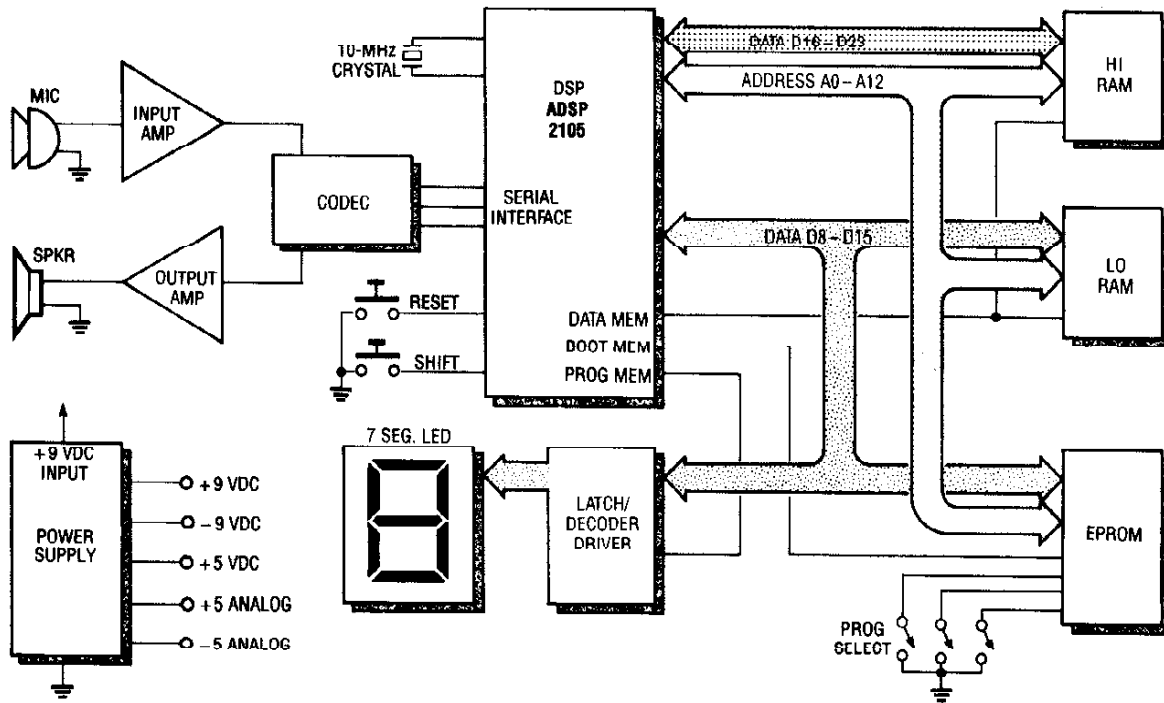 10-MHz
CRYSTAL
MIC
INPUT
AMP
CODEC
SPKR
OUTPUT
AMP
DSP
ADSP
2105
SERIAL
INTERFACE
RESET
SHIFT
DATA MEM
BOOT MEM
PROG MEM
DATA D16–D23
ADDRESS A0–A12
DATA D8–D15
HI
RAM
LO
RAM
+9 VDC
INPUT
POWER
SUPPLY
+9 VDC
−9 VDC
+5 VDC
+5 ANALOG
−5 ANALOG
7 SEG. LED
LATCH/
DECODER
DRIVER
EPROM
PROG
SELECT